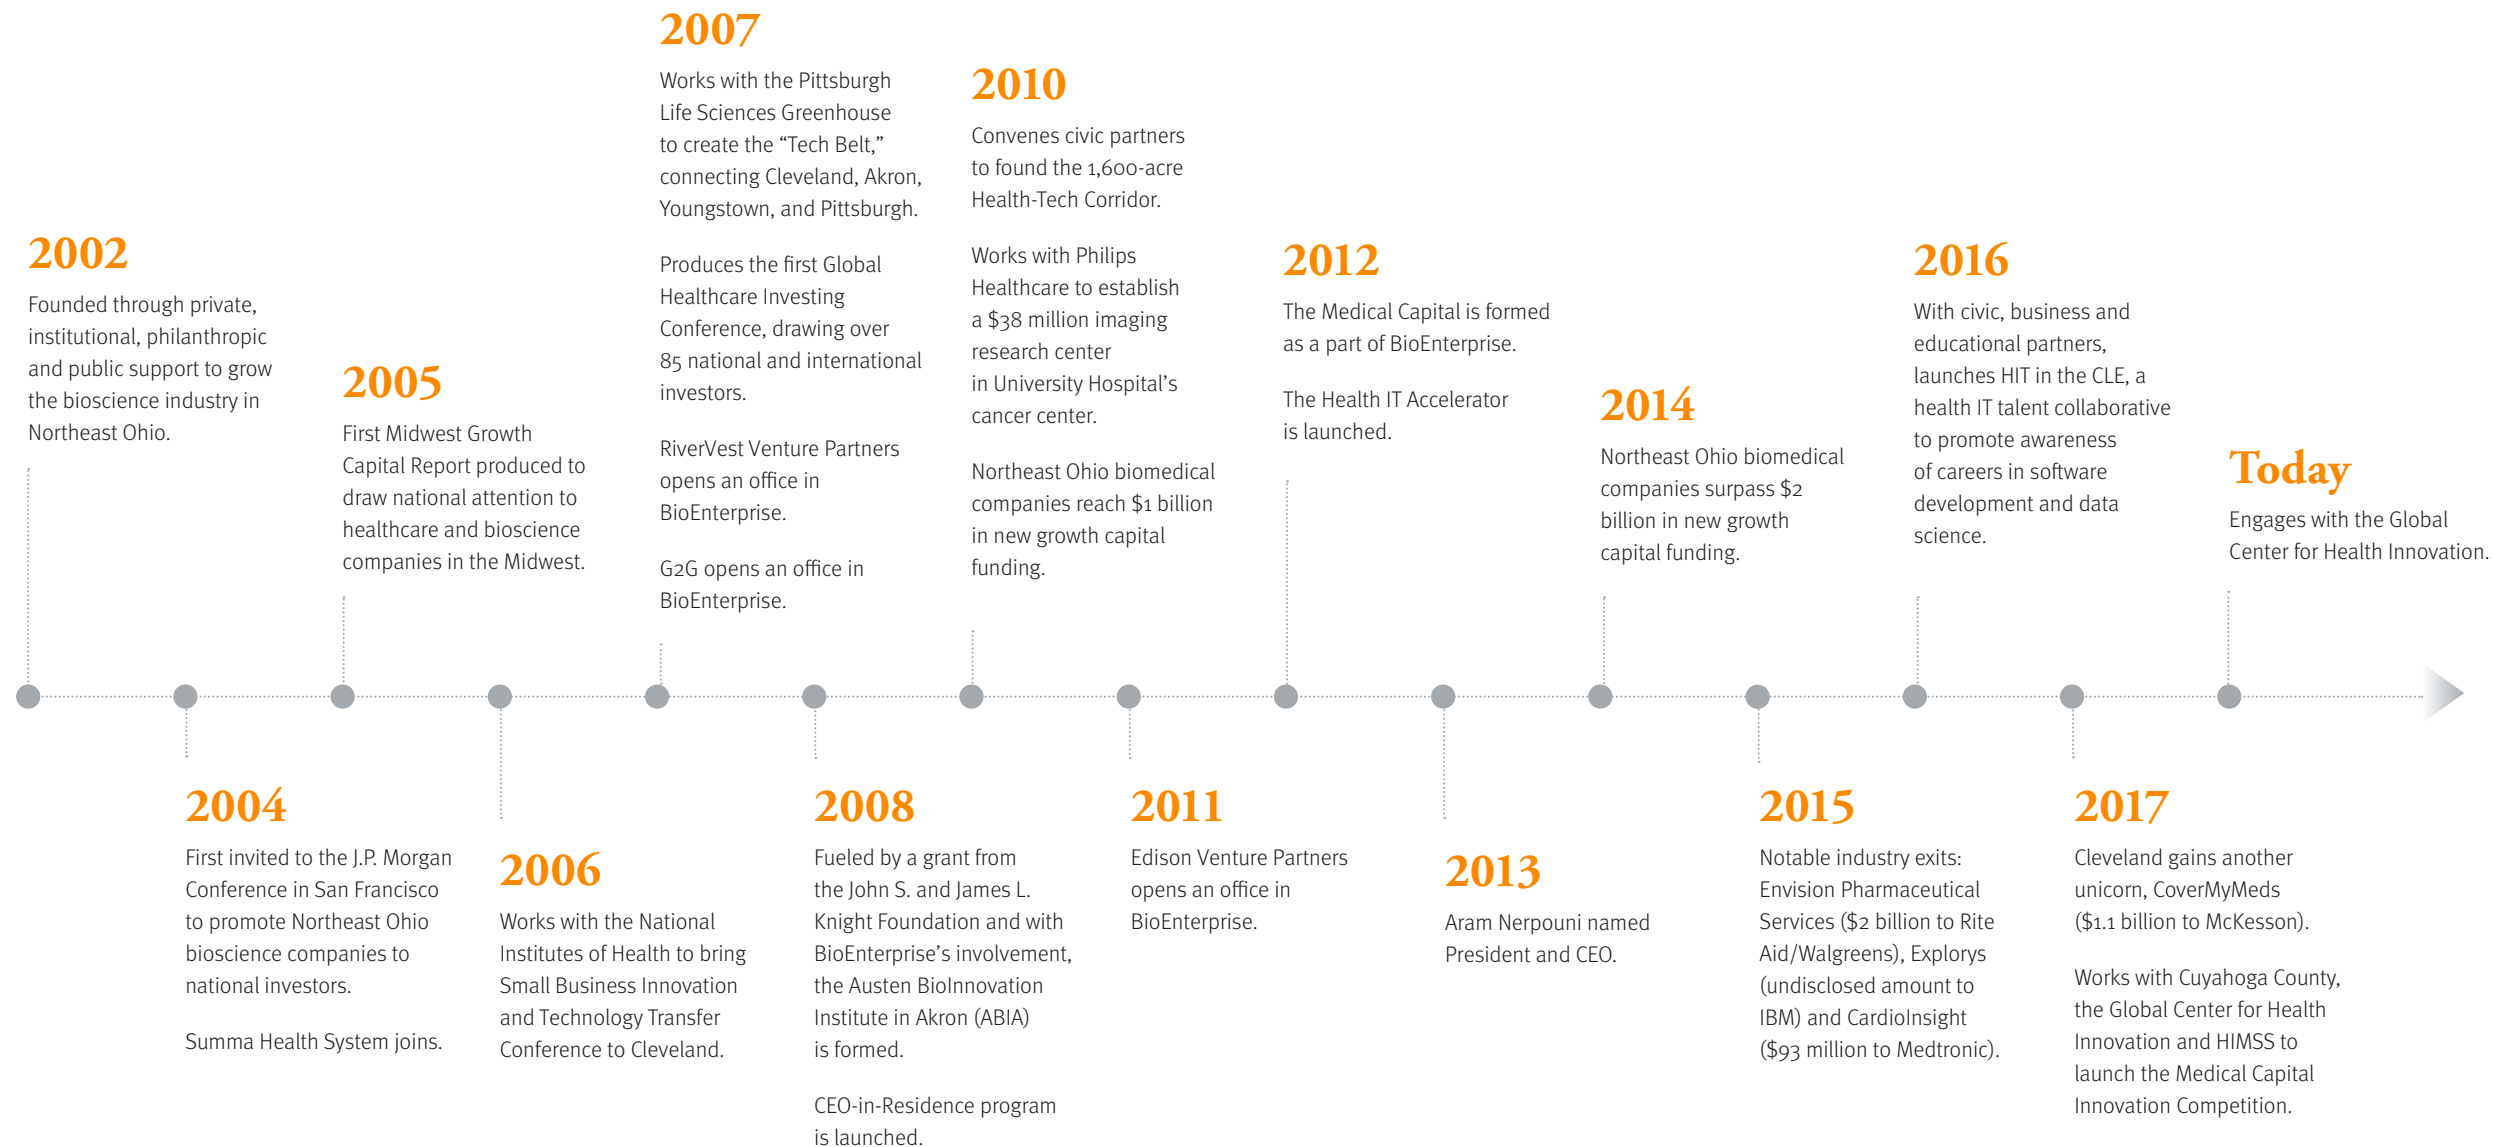 2002
Founded through private,
institutional, philanthropic
and public support to grow
the bioscience industry in
Northeast Ohio.
2004
First invited to the J.P. Morgan
Conference in San Francisco
to promote Northeast Ohio
bioscience companies to
national investors.
Summa Health System joins.
2005
First Midwest Growth
Capital Report produced to
draw national attention to
healthcare and bioscience
companies in the Midwest.
2006
Works with the National
Institutes of Health to bring
Small Business Innovation
and Technology Transfer
Conference to Cleveland.
2007
Works with the Pittsburgh
Life Sciences Greenhouse
to create the “Tech Belt,”
connecting Cleveland, Akron,
Youngstown, and Pittsburgh.
Produces the first Global
Healthcare Investing
Conference, drawing over
85 national and international
investors.
RiverVest Venture Partners
opens an office in
BioEnterprise.
G2G opens an office in
BioEnterprise.
2008
Fueled by a grant from
the John S. and James L.
Knight Foundation and with
BioEnterprise’s involvement,
the Austen BioInnovation
Institute in Akron (ABIA)
is formed.
CEO-in-Residence program
is launched.
2010
Convenes civic partners
to found the 1,600-acre
Health-Tech Corridor.
Works with Philips
Healthcare to establish
a $38 million imaging
research center
in University Hospital’s
cancer center.
Northeast Ohio biomedical
companies reach $1 billion
in new growth capital
funding.
2011
Edison Venture Partners
opens an office in
BioEnterprise.
2012
The Medical Capital is formed
as a part of BioEnterprise.
The Health IT Accelerator
is launched.
2013
Aram Nerpouni named
President and CEO.
2014
Northeast Ohio biomedical
companies surpass $2
billion in new growth
capital funding.
2015
Notable industry exits:
Envision Pharmaceutical
Services ($2 billion to Rite
Aid/Walgreens), Explorys
(undisclosed amount to
IBM) and CardioInsight
($93 million to Medtronic).
2016
With civic, business and
educational partners,
launches HIT in the CLE, a
health IT talent collaborative
to promote awareness
of careers in software
development and data
science.
2017
Cleveland gains another
unicorn, CoverMyMeds
($1.1 billion to McKesson).
Works with Cuyahoga County,
the Global Center for Health
Innovation and HIMSS to
launch the Medical Capital
Innovation Competition.
Today
Engages with the Global
Center for Health Innovation.